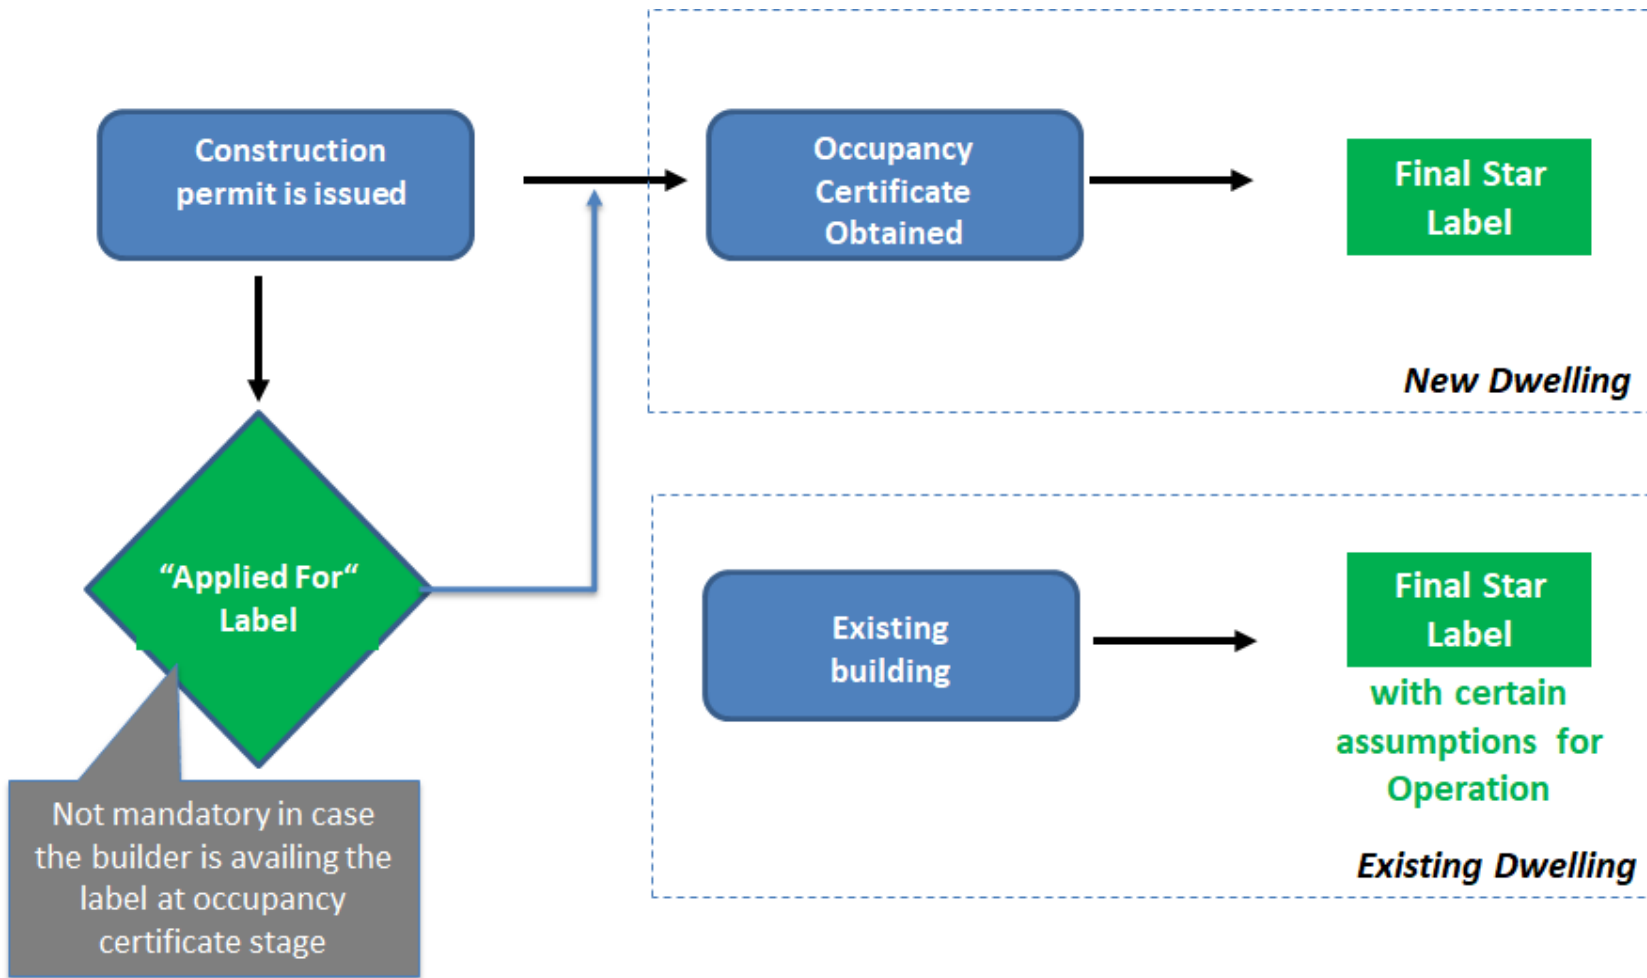 Construction
permit is issued
Occupancy
Certificate
Obtained
Final Star
Label
New Dwelling
“Applied For“
Label
Not mandatory in case
the builder is availing the
label at occupancy
certificate stage
Existing
building
Final Star
Label
with certain
assumptions for
Operation
Existing Dwelling